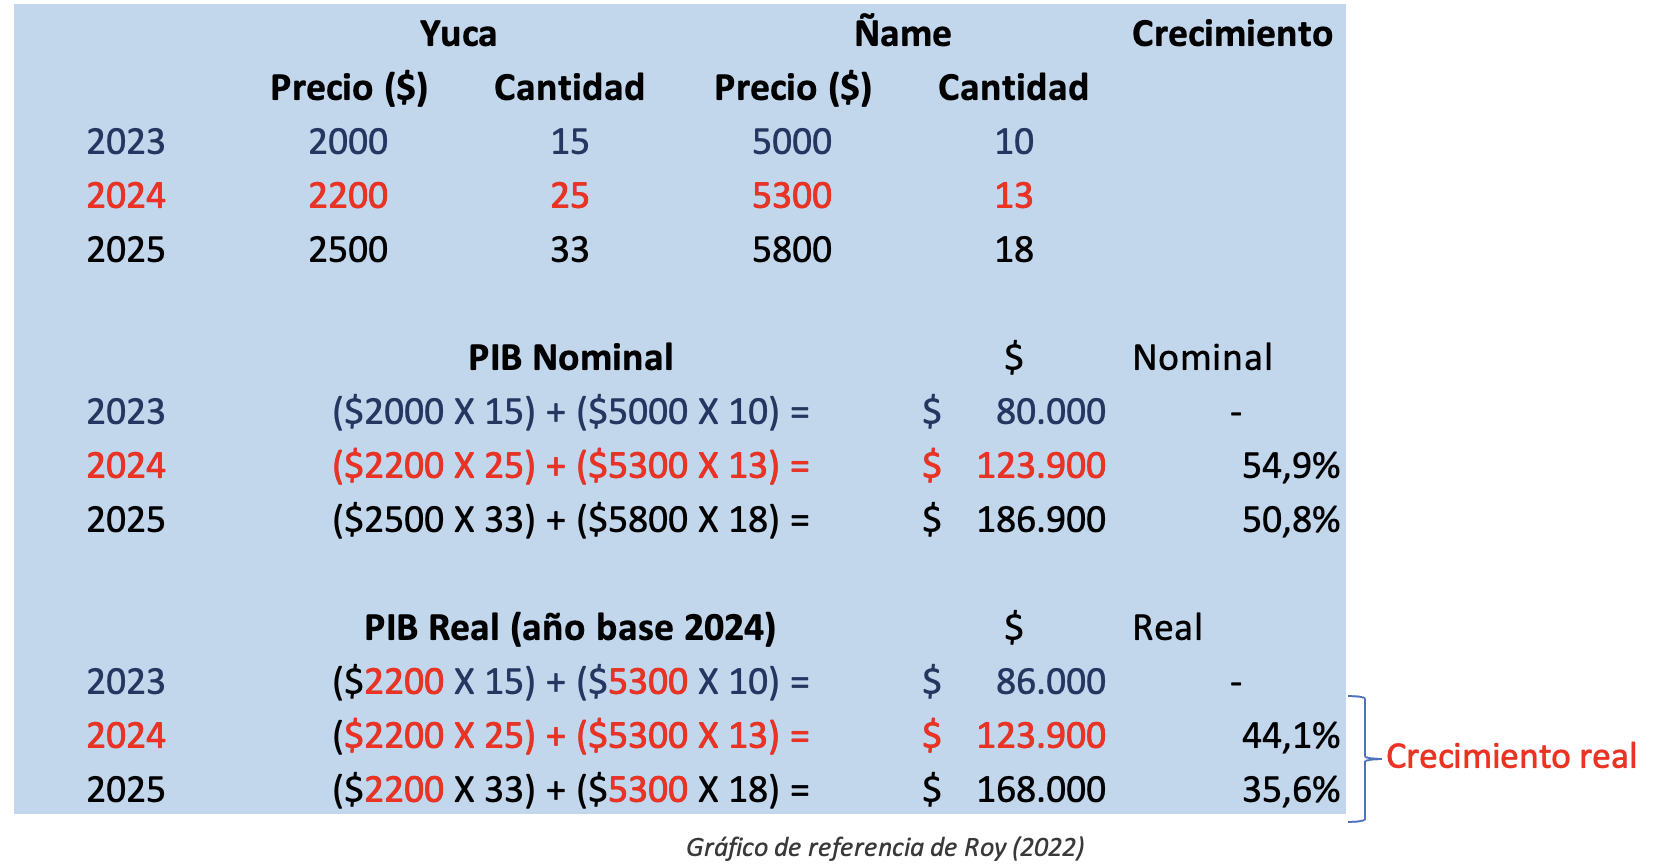 Yuca Ñame Crecimiento
Precio ($) Cantidad Precio ($) Cantidad
2023 2000 15 5000 10
2024 2200 25 5300 13
2025 2500 33 5800 18
PIB Nominal $ Nominal
2023 ($2000 X 15) + ($5000 X 10) = $ 80.000 -
2024 ($2200 X 25) + ($5300 X 13) = $ 123.900 54,9%
2025 ($2500 X 33) + ($5800 X 18) = $ 186.900 50,8%
PIB Real (año base 2024) $ Real
2023 ($2200 X 15) + ($5300 X 10) = $ 86.000 -
2024 ($2200 X 25) + ($5300 X 13) = $ 123.900 44,1%
Crecimiento real
2025 ($2200 X 33) + ($5300 X 18) = $ 168.000 35,6%
Gráfico de referencia de Roy (2022)